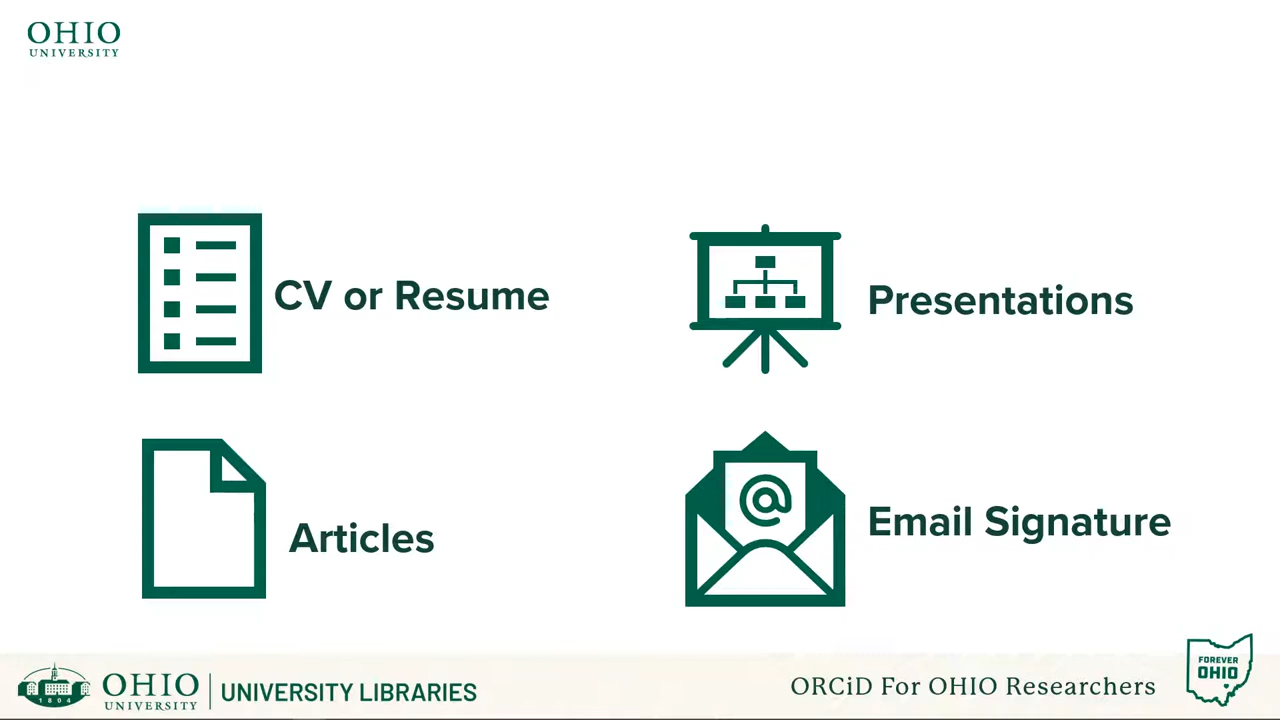 OHIO
UNIVERSITY
CV or Resume
Presentations
Articles
@
Email Signature
1804
OHIO
UNIVERSITY
UNIVERSITY LIBRARIES
ORCiD For OHIO Researchers
FOREVER
OHIO